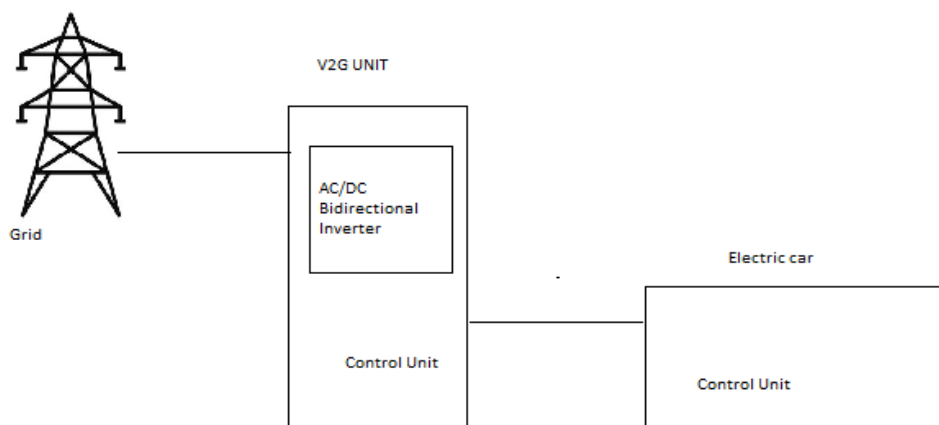 V2G UNIT
AC/DC
Bidirectional
Inverter
Grid
Electric car
Control Unit
Control Unit